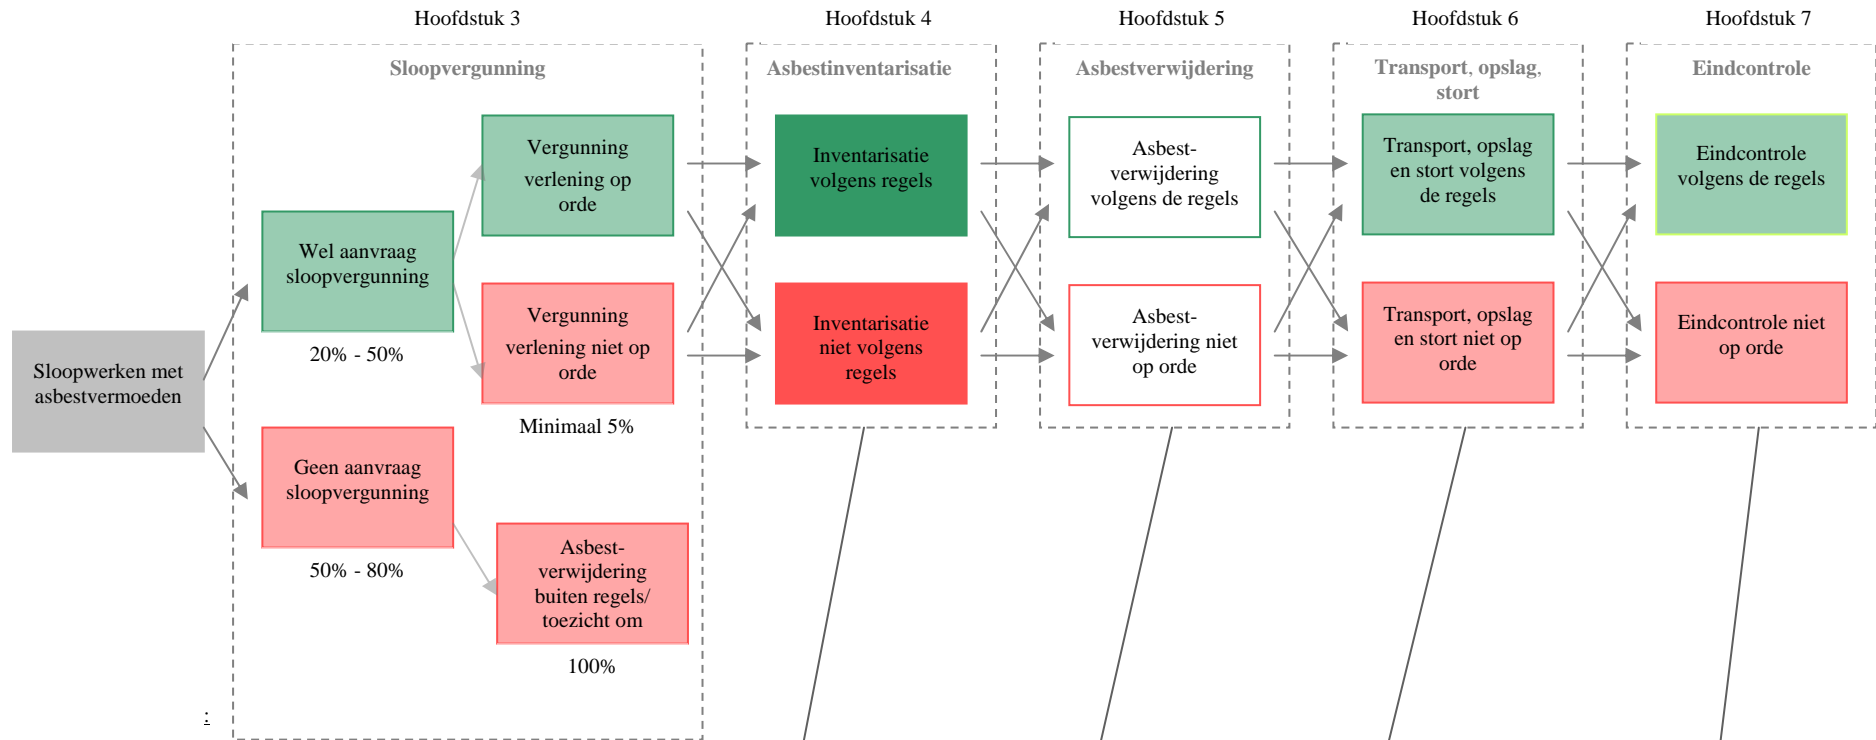 Hoofdstuk 3
Hoofdstuk 4
Hoofdstuk 5
Hoofdstuk 6
Hoofdstuk 7
Sloopvergunning
Asbestinventarisatie
Asbestverwijdering
Transport, opslag,
stort
Eindcontrole
Sloopwerken met
asbestvermoeden
Wel aanvraag
sloopvergunning
20% - 50%
Geen aanvraag
sloopvergunning
50% - 80%
Vergunning
verlening op
orde
Vergunning
verlening niet op
orde
Minimaal 5%
Asbest-
verwijdering
buiten regels/
toezicht om
100%
Inventarisatie
volgens regels
Inventarisatie
niet volgens
regels
Asbest-
verwijdering
volgens de regels
Asbest-
verwijdering niet
op orde
Transport, opslag
en stort volgens
de regels
Transport, opslag
en stort niet op
orde
Eindcontrole
volgens de regels
Eindcontrole niet
op orde
: